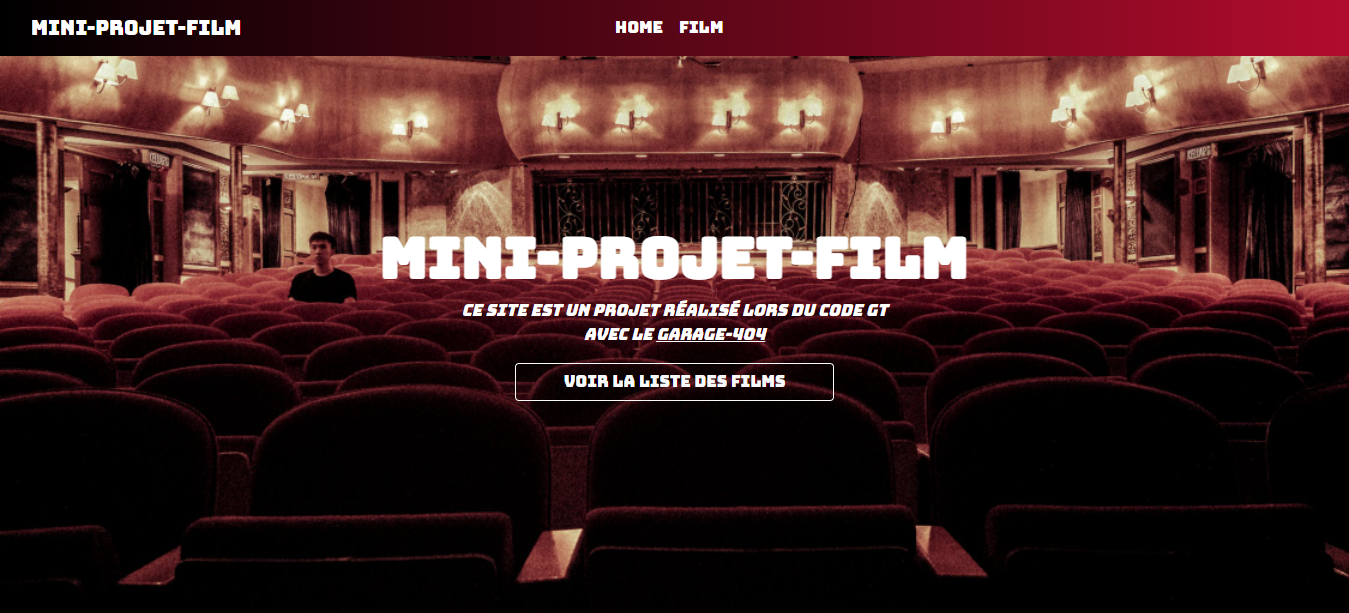 MINI-PROJET-FILM
HOME FILM
MINI-PROJET-FILM
CE SITE EST UN PROJET RÉALISÉ LORS DU CODE GT
AVEC LE GARAGE-404
VOIR LA LISTE DES FILMS